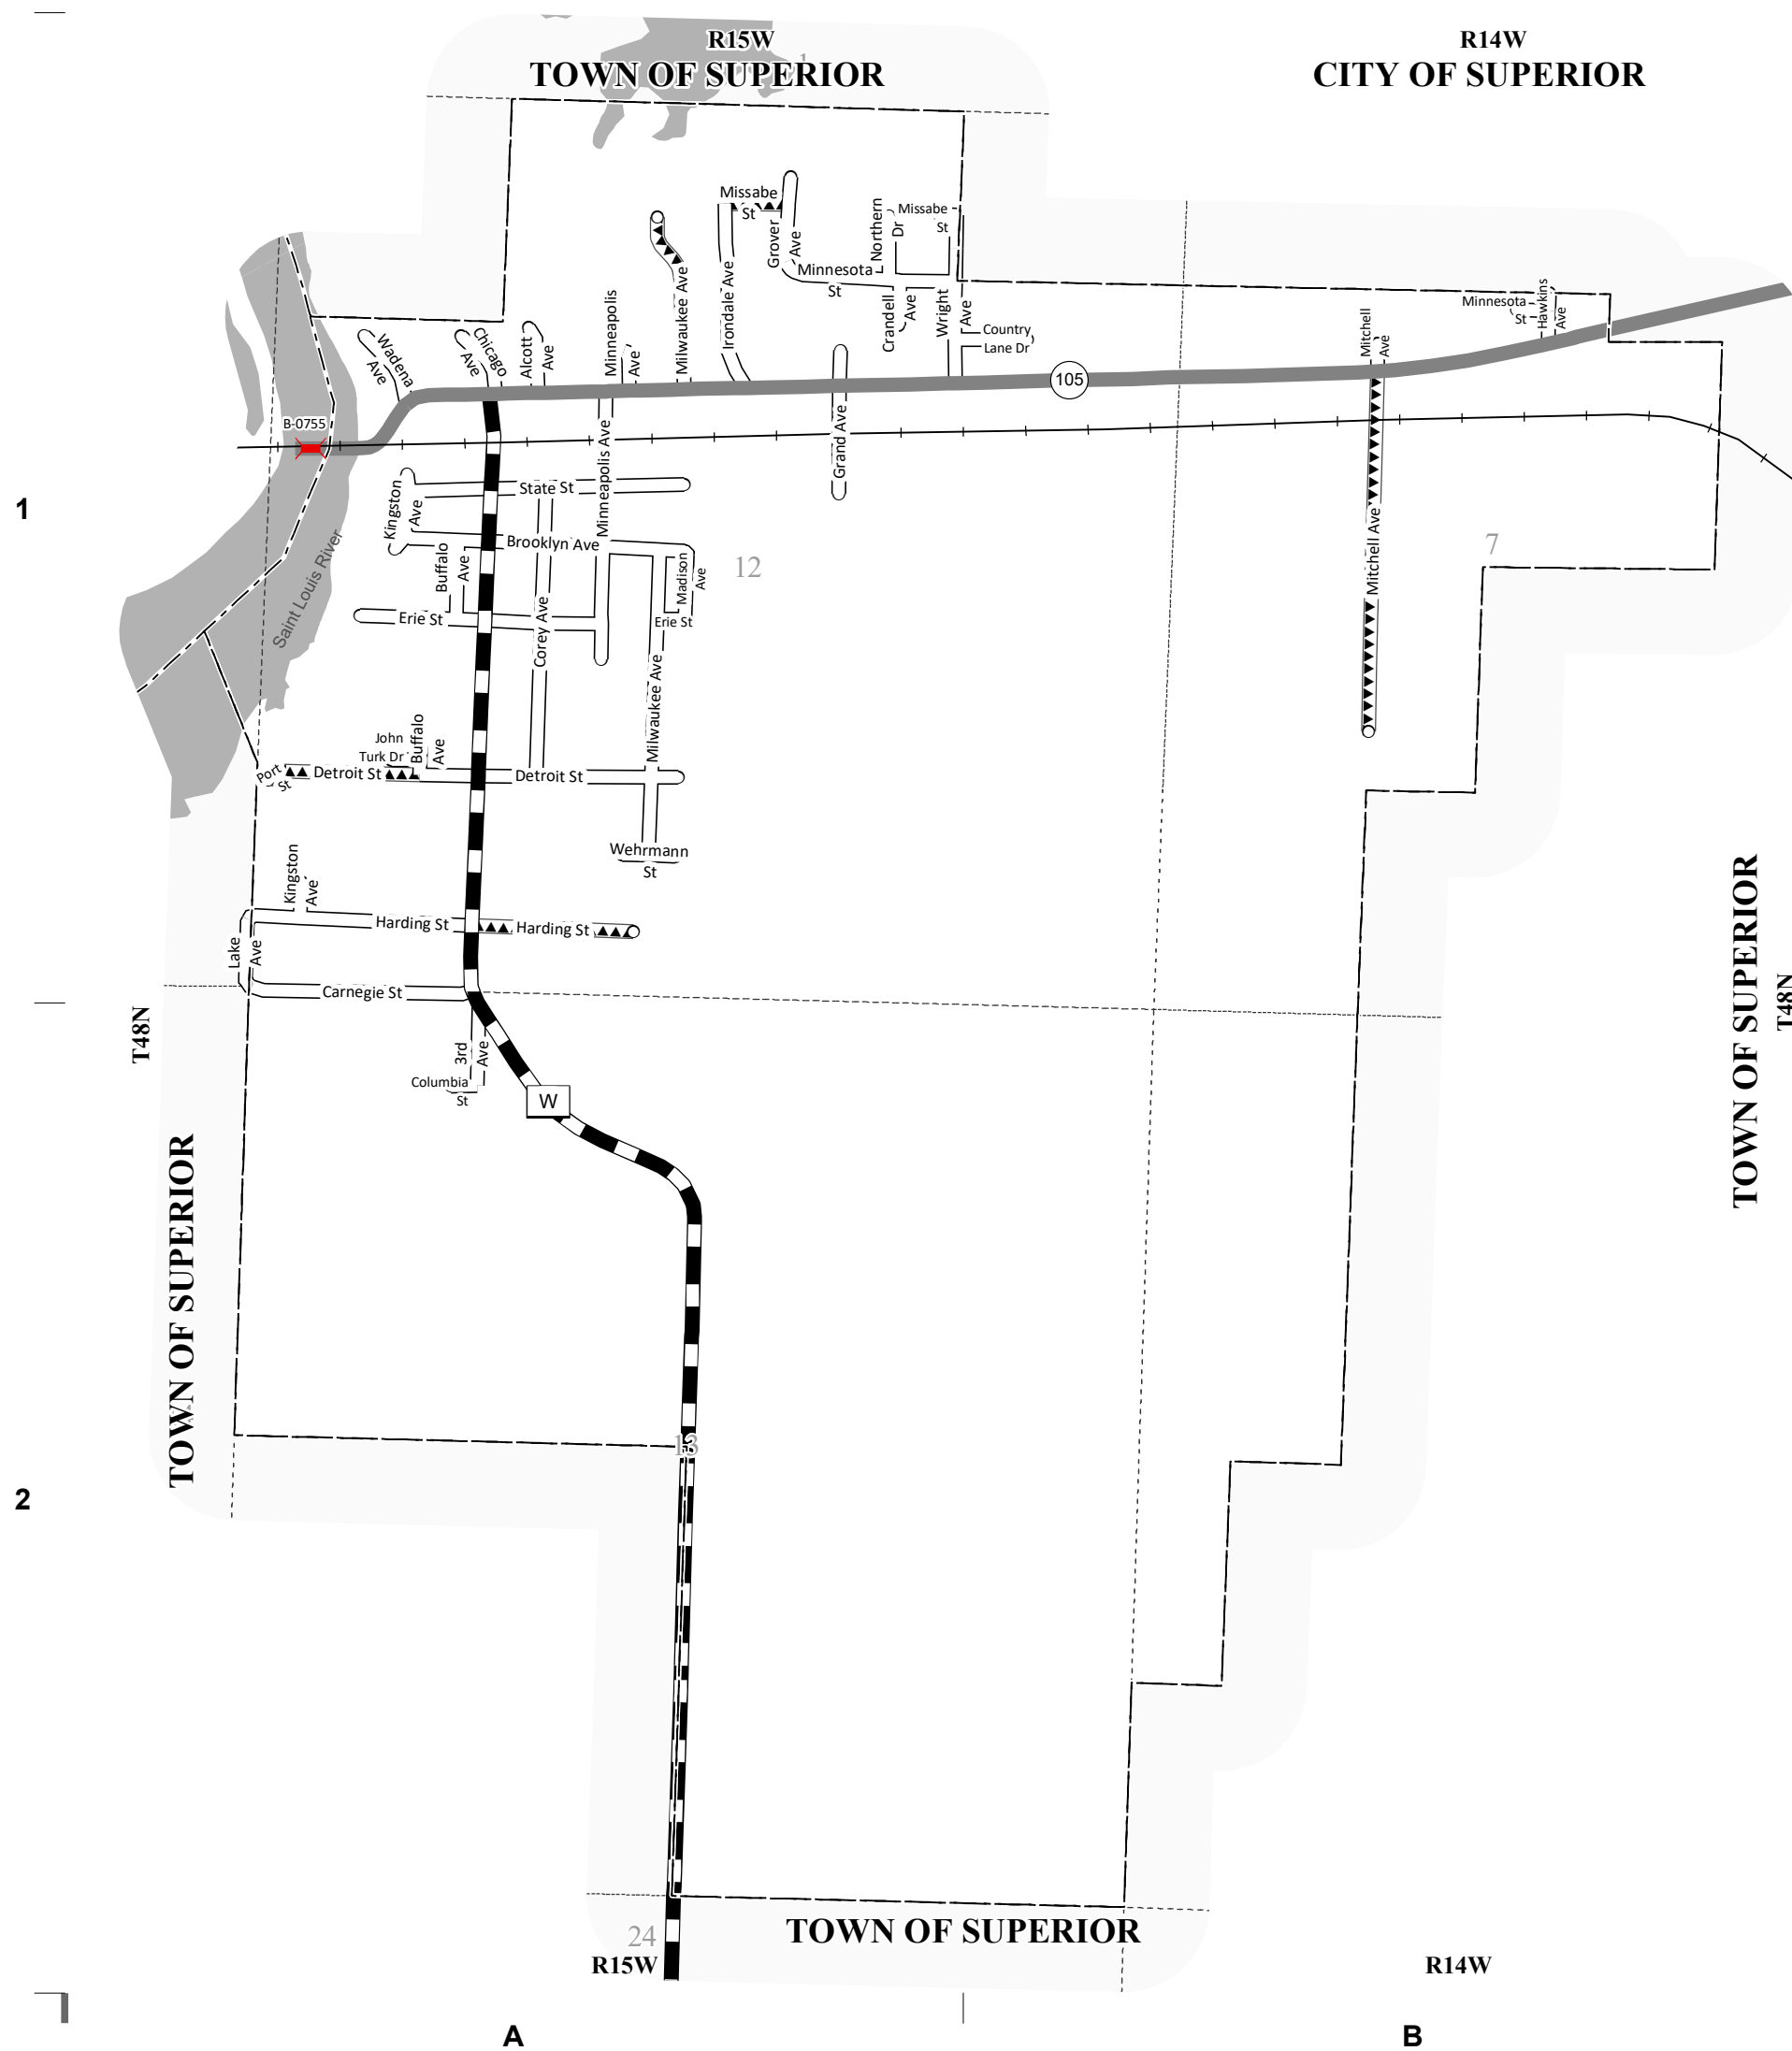 R15W
R14W
1
TOWN OF SUPERIOR
CITY OF SUPERIOR
Missabe
St
Northern
Dr
Missabe
St
Grover
Ave
Minnesota
St
Milwaukee Ave
Irondale Ave
Crandell
Ave
Wright
Ave
Country
Lane Dr
Minnesota
St
Hawkins
Ave
Mitchell
Ave
Wadena
Ave
Chicago
Ave
Alcott
Ave
Minneapolis
Ave
105
B-0755
Grand Ave
Minneapolis Ave
State St
Kingston
Ave
1
Brooklyn Ave
Buffalo
Ave
Madison
Ave
12
7
Mitchell Ave
Saint Louis River
Erie St
Erie St
Corey Ave
Milwaukee Ave
John
Turk Dr
Buffalo
Ave
Port
St
Detroit St
Detroit St
Wehrmann
St
Kingston
Ave
Harding St
Harding St
Lake
Ave
Carnegie St
T48N
T48N
TOWN OF SUPERIOR
3rd
Ave
Columbia
St
W
TOWN OF SUPERIOR
13
2
TOWN OF SUPERIOR
24
R15W
R14W
A
B